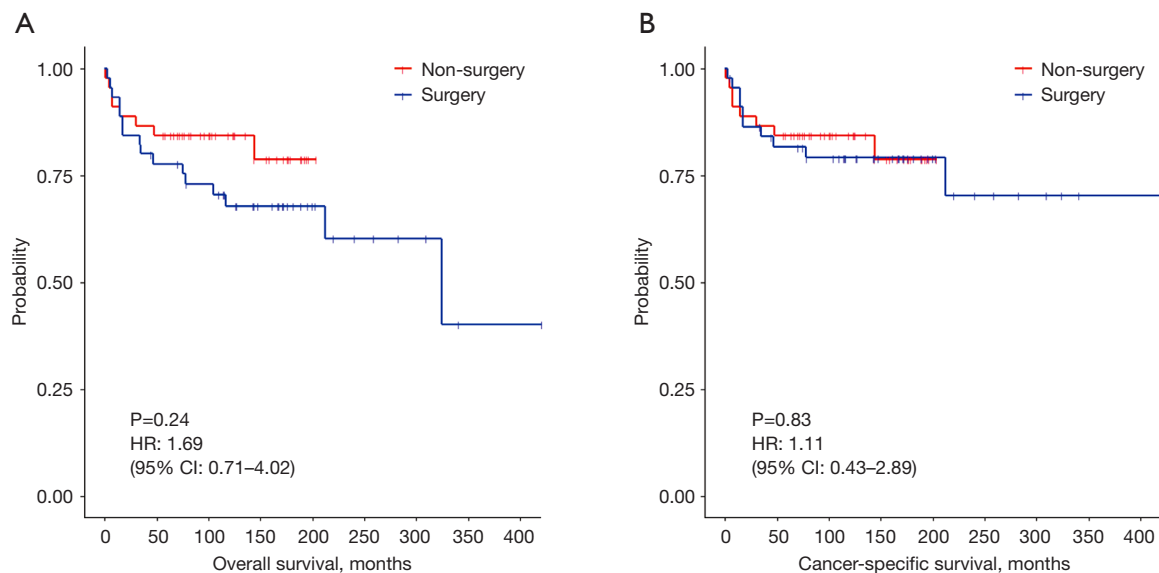 A
1.00
0.75
0.50
0.25
0.00
Probability
Non-surgery
Surgery
P=0.24
HR: 1.69
(95% CI: 0.71–4.02)
0 50 100 150 200 250 300 350 400
Overall survival, months
B
1.00
0.75
0.50
0.25
0.00
Probability
Non-surgery
Surgery
P=0.83
HR: 1.11
(95% CI: 0.43–2.89)
0 50 100 150 200 250 300 350 400
Cancer-specific survival, months